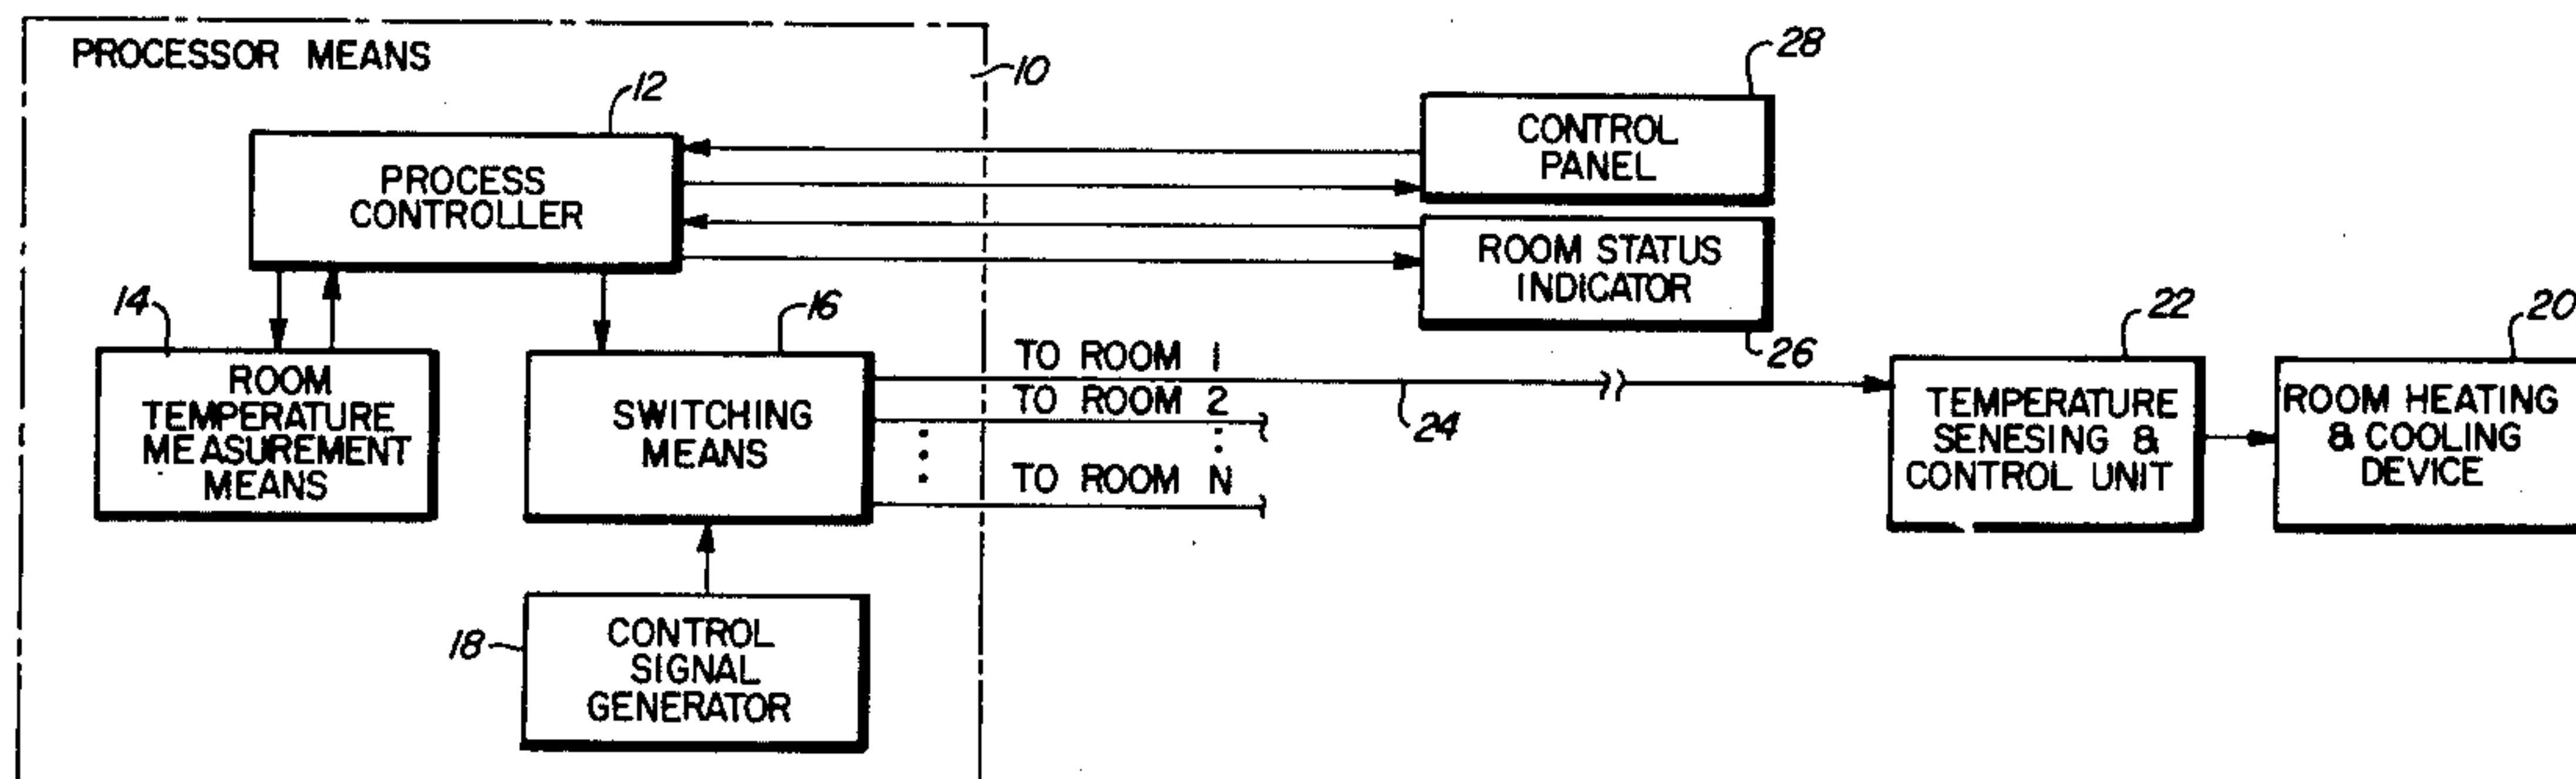 PROCESSOR MEANS
10
12
PROCESS
CONTROLLER
28
CONTROL
PANEL
ROOM STATUS
INDICATOR
26
14
ROOM
TEMPERATURE
MEASUREMENT
MEANS
16
SWITCHING
MEANS
TO ROOM 1
TO ROOM 2
TO ROOM N
24
22
TEMPERATURE
SENESING &
CONTROL UNIT
20
ROOM HEATING
& COOLING
DEVICE
18
CONTROL
SIGNAL
GENERATOR